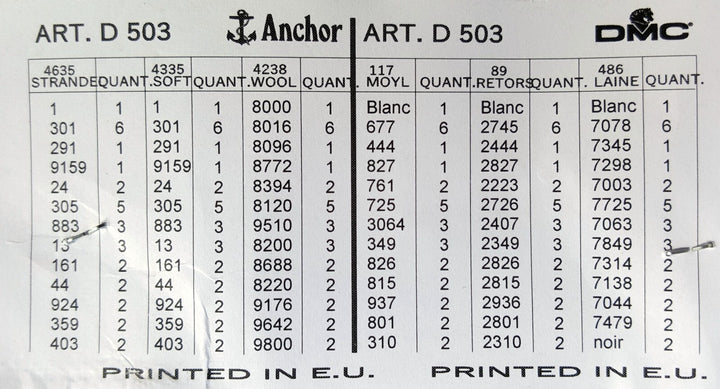 ART. D 503 Anchor ART. D 503 DMC
4635 4335 4238 117 89 486
STRANDED QUANT. SOFT QUANT. WOOL QUANT. MOYL QUANT. RETORS QUANT. LAINE QUANT.
1 1 1 1 8000 1 Blanc 1 Blanc 1 Blanc 1
301 6 301 6 8016 6 677 6 2745 6 7078 6
291 1 291 1 8096 1 444 1 2444 1 7345 1
9159 1 9159 1 8772 1 827 1 2827 1 7298 1
24 2 24 2 8394 2 761 2 2223 2 7003 2
305 5 305 5 8120 5 725 5 2726 5 7725 5
883 3 883 3 9510 3 3064 3 2407 3 7063 3
13 3 13 3 8200 3 349 3 2349 3 7849 3
161 2 161 2 8688 2 826 2 2826 2 7314 2
44 2 44 2 8220 2 815 2 2815 2 7138 2
924 2 924 2 9176 2 937 2 2936 2 7044 2
359 2 359 2 9642 2 801 2 2801 2 7479 2
403 2 403 2 9800 2 310 2 2310 2 noir 2
PRINTED IN E.U. PRINTED IN E.U.